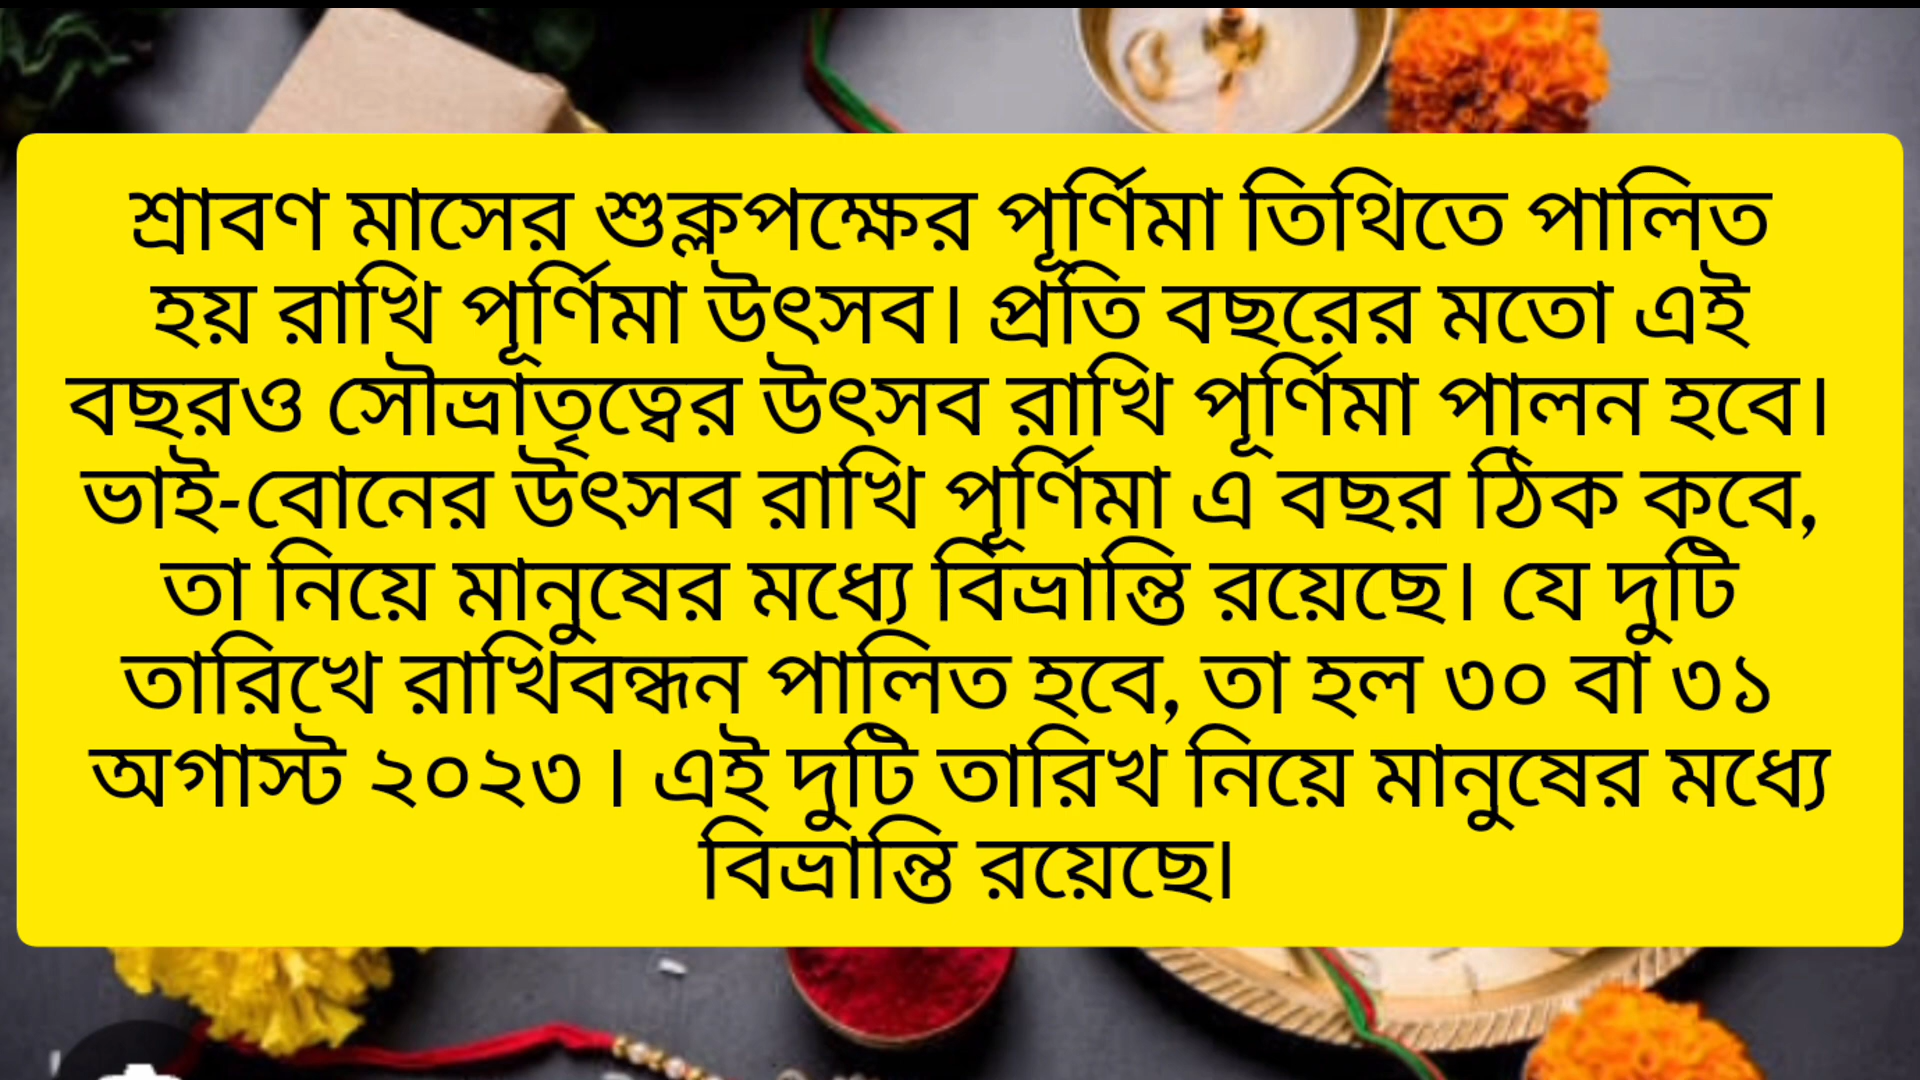 শ্রাবণ মাসের শুক্লপক্ষের পূর্ণিমা তিথিতে পালিত
হয় রাখি পূর্ণিমা উৎসব। প্রতি বছরের মতো এই
বছরও সৌভ্রাতৃত্বের উৎসব রাখি পূর্ণিমা পালন হবে।
ভাই-বোনের উৎসব রাখি পূর্ণিমা এ বছর ঠিক কবে,
তা নিয়ে মানুষের মধ্যে বিভ্রান্তি রয়েছে। যে দুটি
তারিখে রাখিবন্ধন পালিত হবে, তা হল ৩০ বা ৩১
অগাস্ট ২০২৩ । এই দুটি তারিখ নিয়ে মানুষের মধ্যে
বিভ্রান্তি রয়েছে।